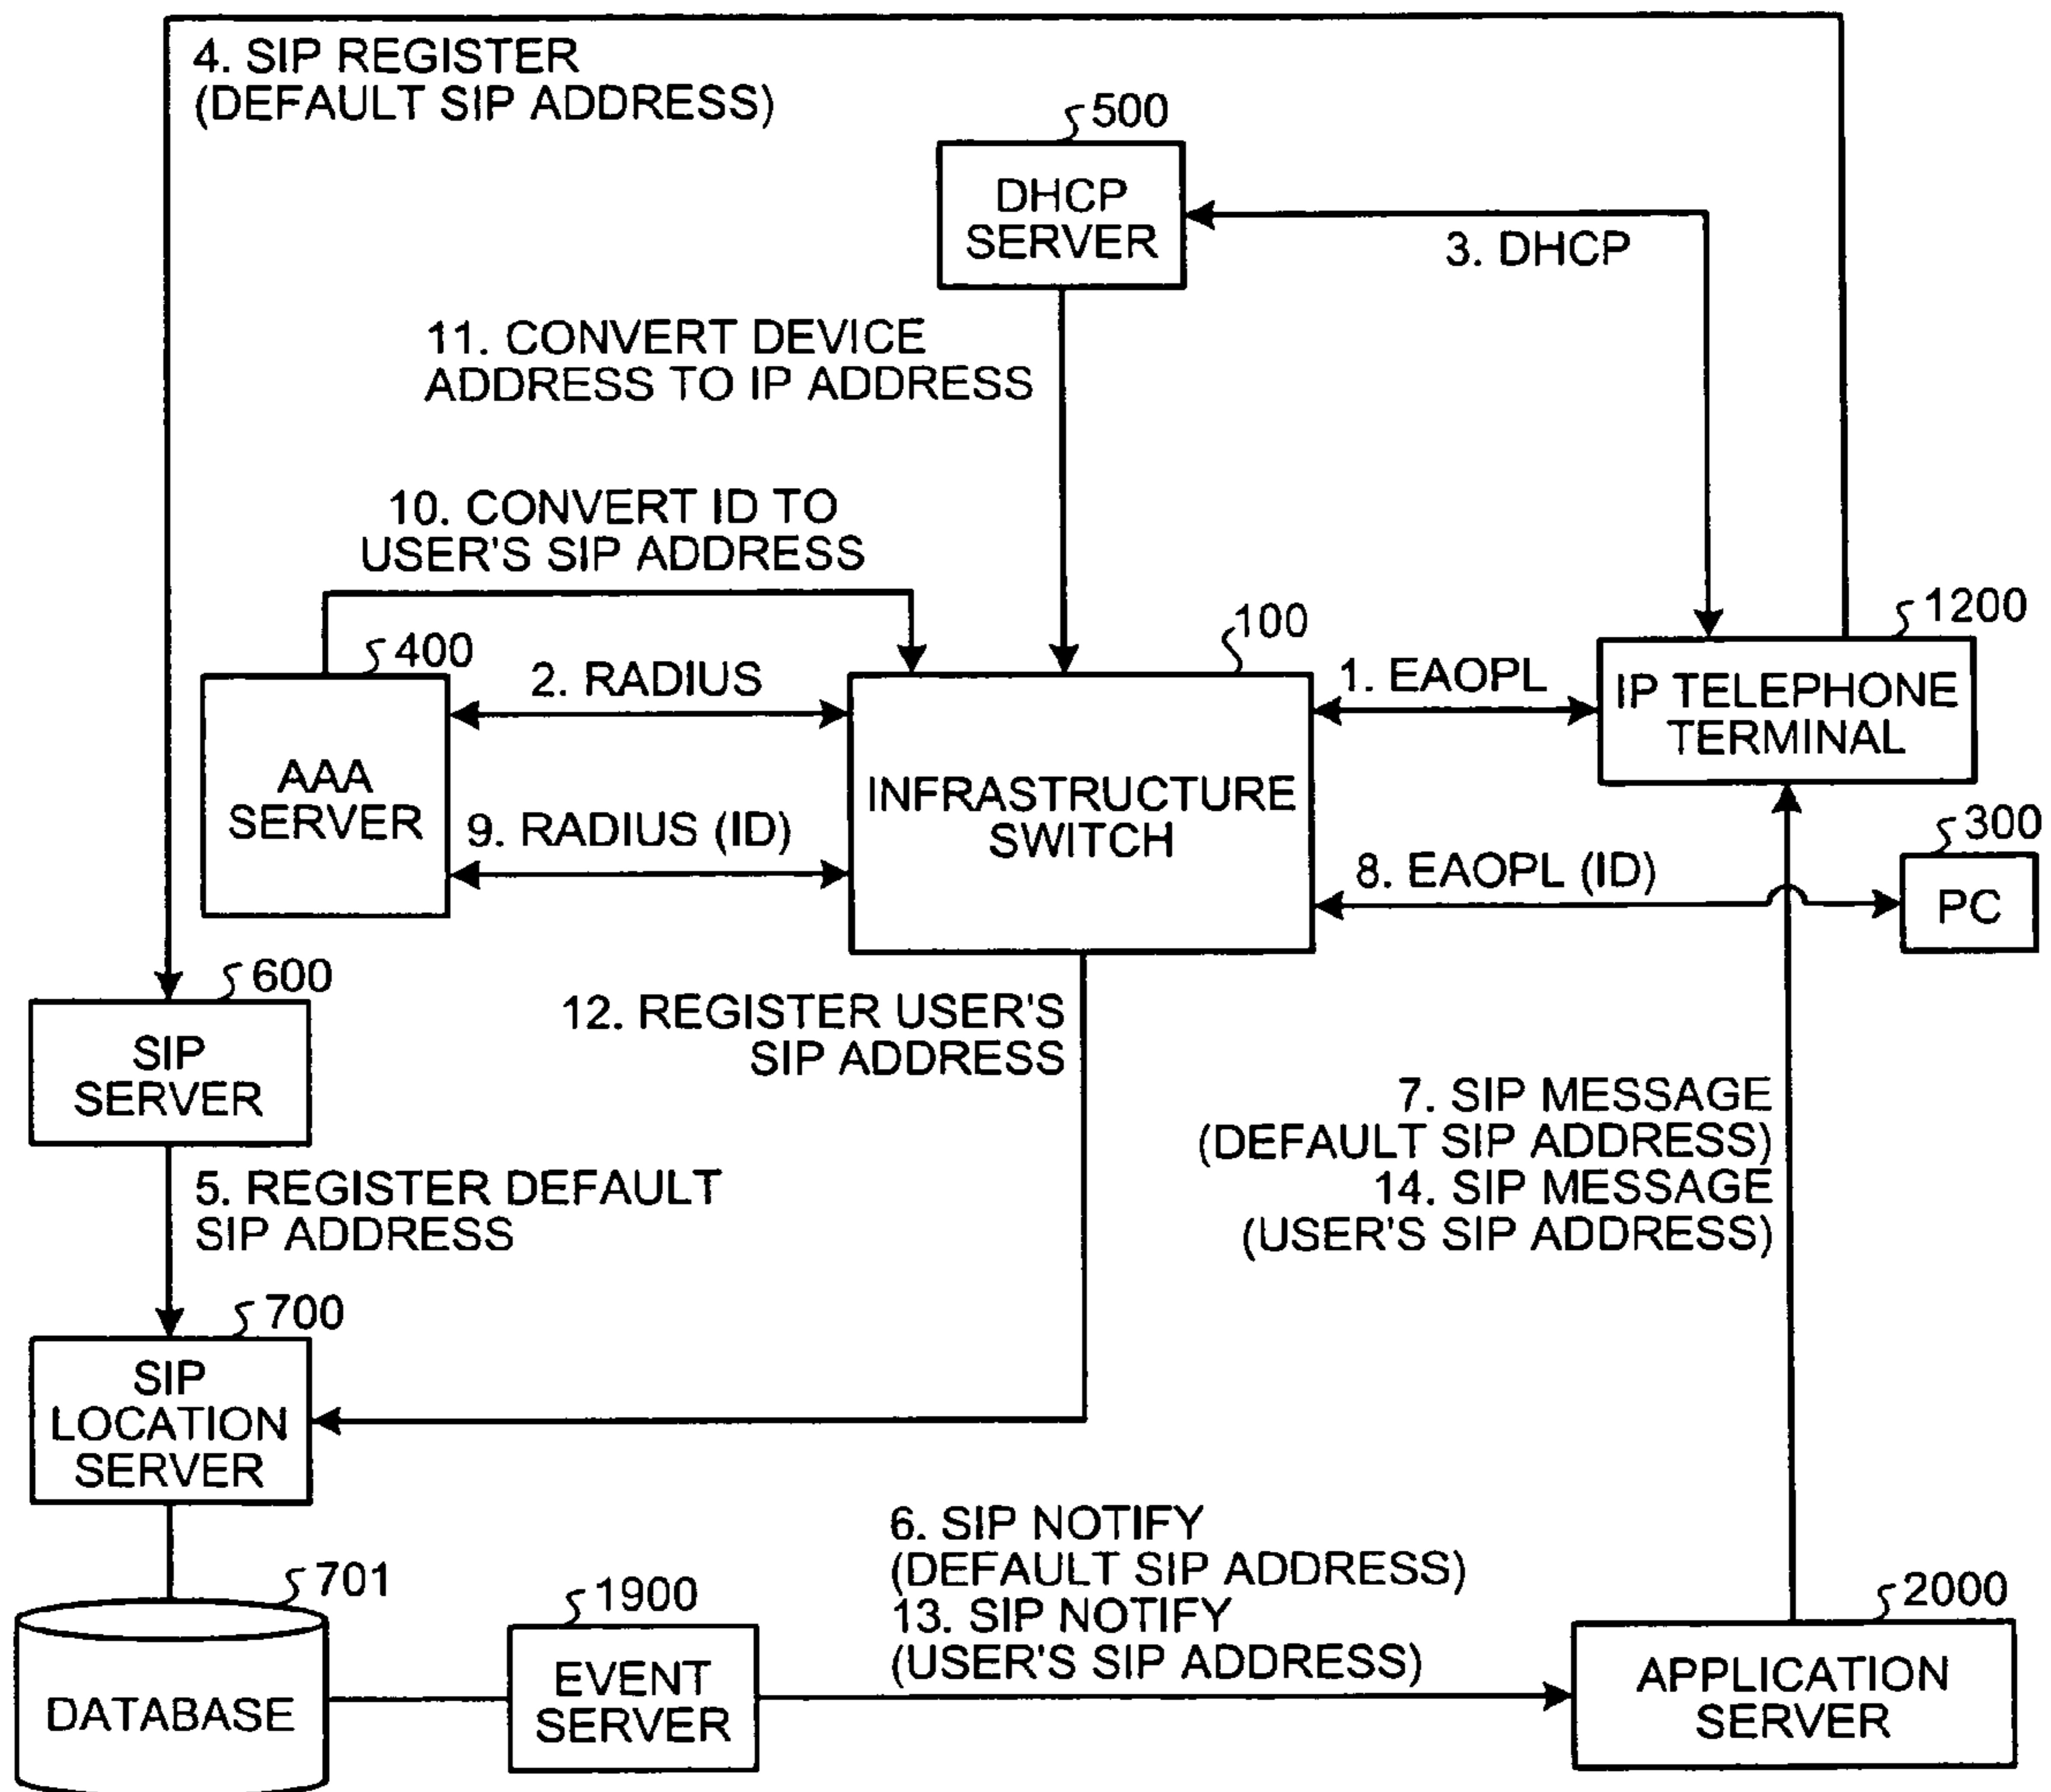 4. SIP REGISTER
(DEFAULT SIP ADDRESS)
500
DHCP
SERVER
3. DHCP
11. CONVERT DEVICE
ADDRESS TO IP ADDRESS
10. CONVERT ID TO
USER'S SIP ADDRESS
400
100
1200
2. RADIUS
1. EAOPL
IP TELEPHONE
TERMINAL
AAA
SERVER
INFRASTRUCTURE
SWITCH
9. RADIUS (ID)
8. EAOPL (ID)
300
PC
600
SIP
SERVER
12. REGISTER USER'S
SIP ADDRESS
7. SIP MESSAGE
(DEFAULT SIP ADDRESS)
14. SIP MESSAGE
(USER'S SIP ADDRESS)
5. REGISTER DEFAULT
SIP ADDRESS
700
SIP
LOCATION
SERVER
6. SIP NOTIFY
(DEFAULT SIP ADDRESS)
13. SIP NOTIFY
(USER'S SIP ADDRESS)
701
DATABASE
1900
EVENT
SERVER
2000
APPLICATION
SERVER